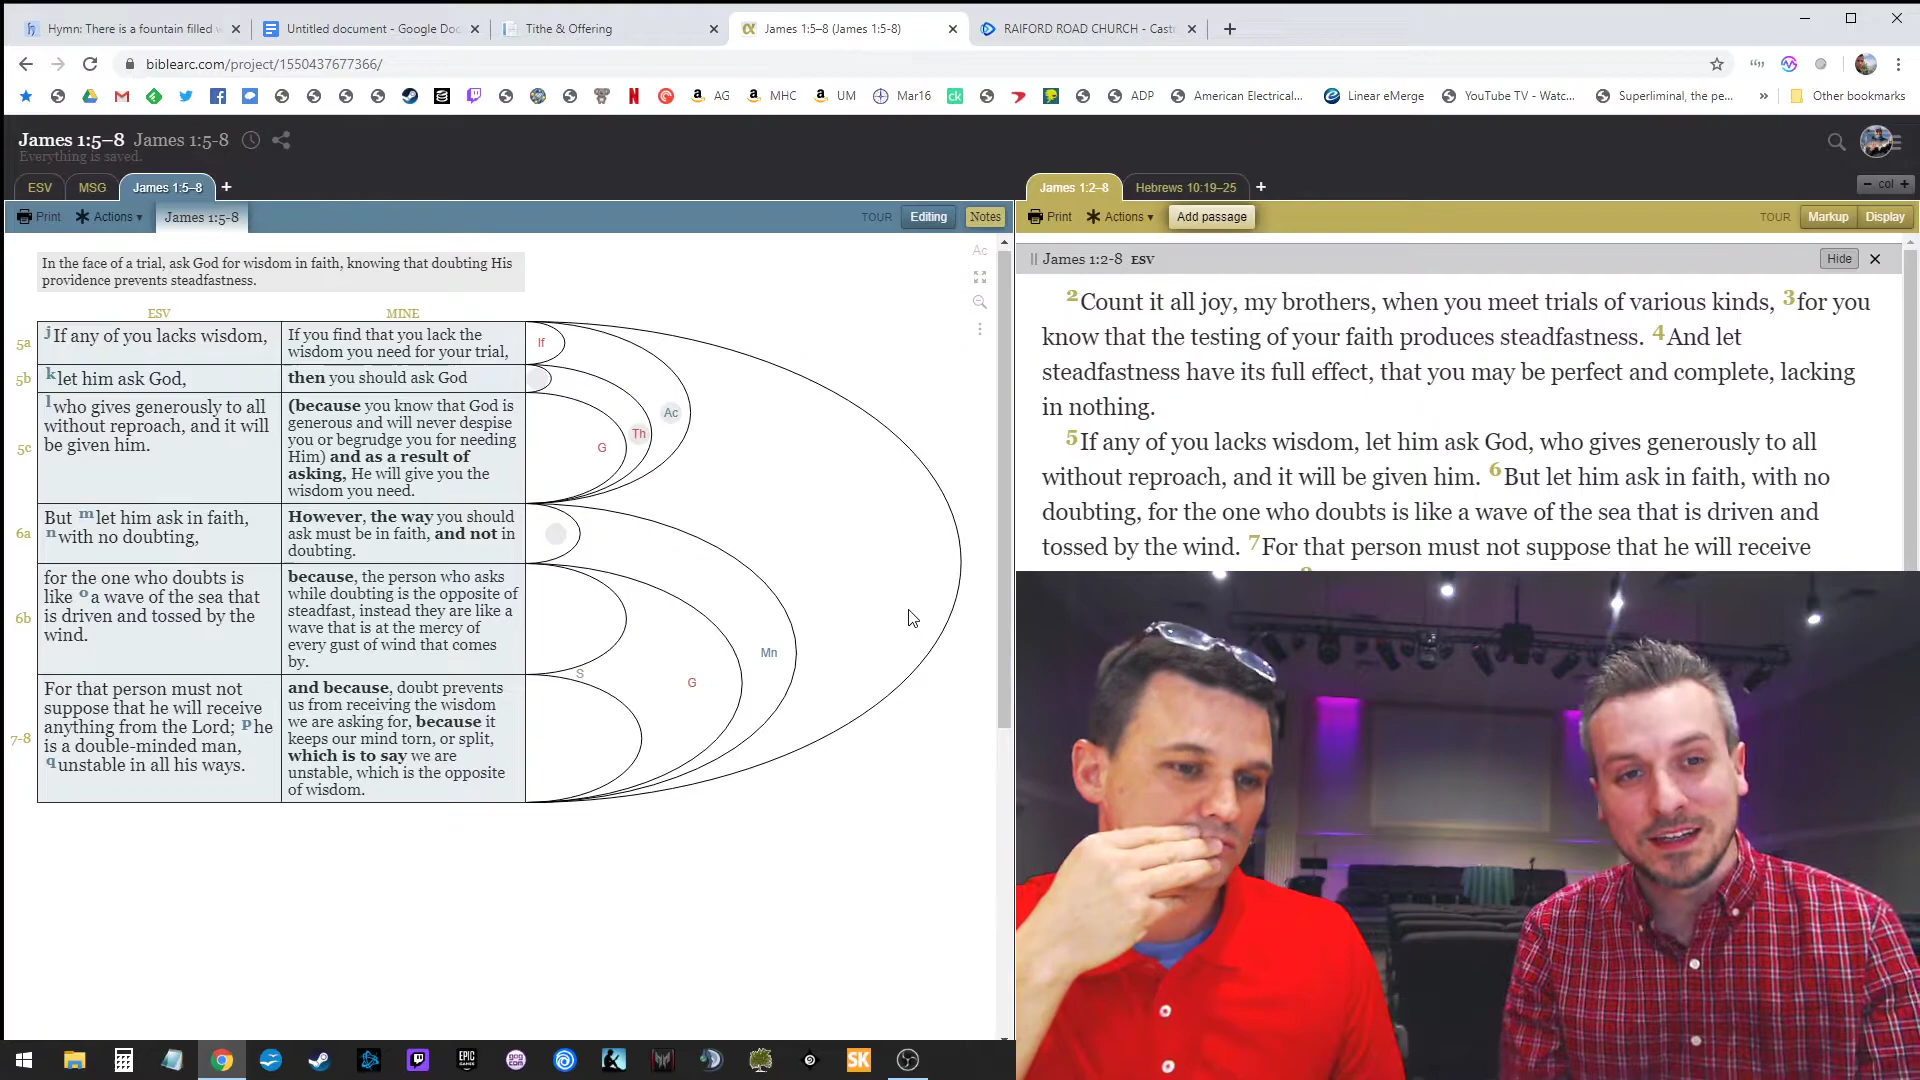 Hymn: There is a fountain filled w
Untitled document - Google Doc
Tithe & Offering
James 1:5–8 (James 1:5-8)
RAIFORD ROAD CHURCH - Cast
biblearc.com/project/1550437677366/
AG
MHC
UM
Mar16
ADP
American Electrical...
Linear eMerge
YouTube TV - Watc...
Superliminal, the pe...
»
Other bookmarks
James 1:5–8 James 1:5-8
Everything is saved.
ESV
MSG
James 1:5–8
+
James 1:2–8
Hebrews 10:19–25
+
− col +
Print
Actions
James 1:5-8
TOUR
Editing
Notes
Print
Actions
Add passage
TOUR
Markup
Display
In the face of a trial, ask God for wisdom in faith, knowing that doubting His
providence prevents steadfastness.
ESV
MINE
5a
j If any of you lacks wisdom,
If you find that you lack the
wisdom you need for your trial,
5b
k let him ask God,
then you should ask God
5c
l who gives generously to all
without reproach, and it will
be given him.
(because you know that God is
generous and will never despise
you or begrudge you for needing
Him) and as a result of
asking, He will give you the
wisdom you need.
6a
But m let him ask in faith,
n with no doubting,
However, the way you should
ask must be in faith, and not in
doubting.
6b
for the one who doubts is
like o a wave of the sea that
is driven and tossed by the
wind.
because, the person who asks
while doubting is the opposite of
steadfast, instead they are like a
wave that is at the mercy of
every gust of wind that comes
by.
7-8
For that person must not
suppose that he will receive
anything from the Lord; p he
is a double-minded man,
q unstable in all his ways.
and because, doubt prevents
us from receiving the wisdom
we are asking for, because it
keeps our mind torn, or split,
which is to say we are
unstable, which is the opposite
of wisdom.
If
Ac
Th
G
Mn
S
G
Ac
James 1:2-8 ESV
Hide
2 Count it all joy, my brothers, when you meet trials of various kinds, 3 for you
know that the testing of your faith produces steadfastness. 4 And let
steadfastness have its full effect, that you may be perfect and complete, lacking
in nothing.
5 If any of you lacks wisdom, let him ask God, who gives generously to all
without reproach, and it will be given him. 6 But let him ask in faith, with no
doubting, for the one who doubts is like a wave of the sea that is driven and
tossed by the wind. 7 For that person must not suppose that he will receive
EPIC
GAMES
gog
com
SK